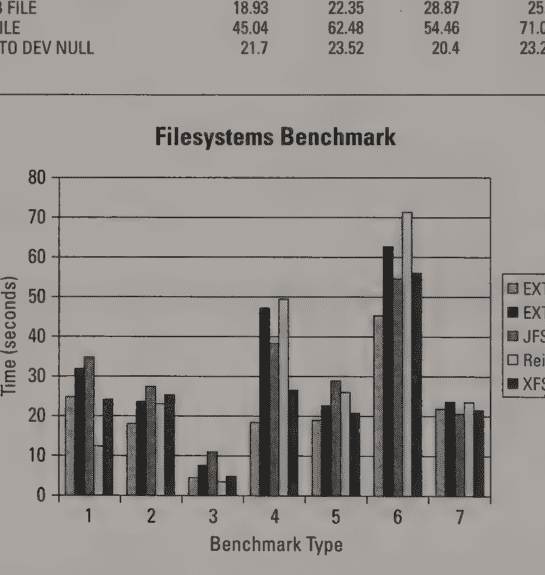 FILE 18.93 22.35 28.87 25
45.04 62.48 54.46 71.0
TO DEV NULL 21.7 23.52 20.4 23.2
Filesystems Benchmark
80
70
60
50
40
30
20
10
0
Time (seconds)
1 2 3 4 5 6 7
Benchmark Type
EXT
EXT
JFS
Rei
XFS